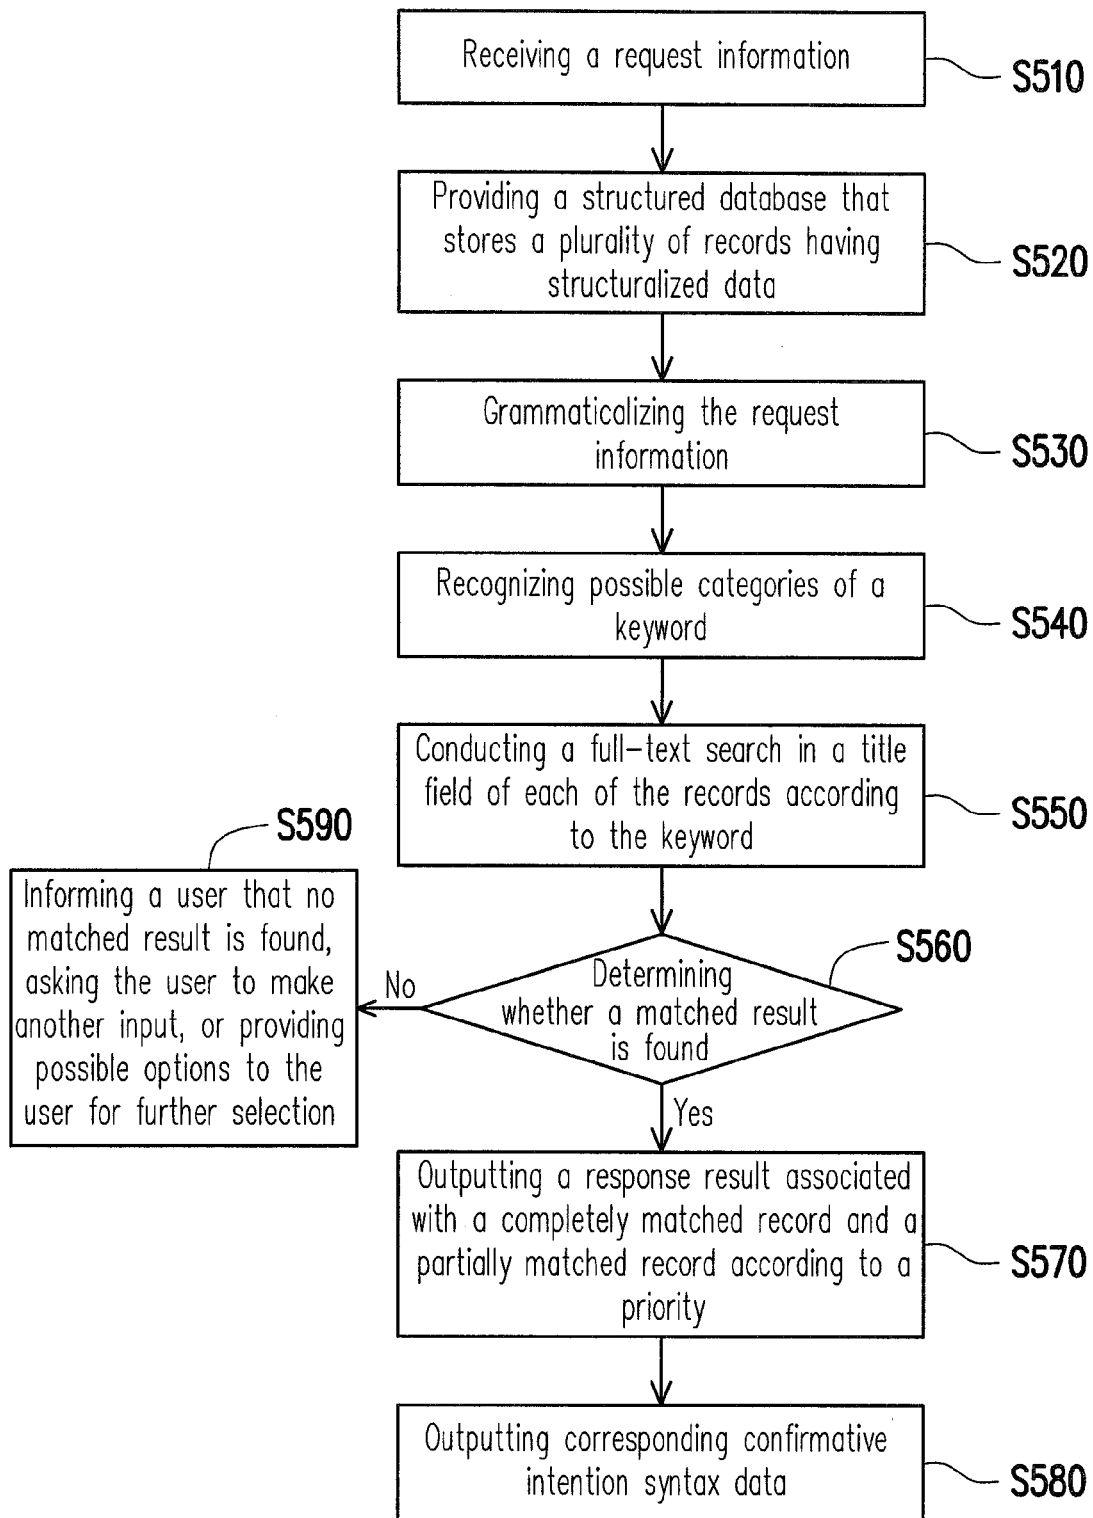 Receiving a request information
S510
Providing a structured database that
stores a plurality of records having
structuralized data
S520
Grammaticalizing the request
information
S530
Recognizing possible categories of a
keyword
S540
Conducting a full-text search in a title
field of each of the records according
to the keyword
S550
S590
Informing a user that no
matched result is found,
asking the user to make
another input, or providing
possible options to the
user for further selection
No
S560
Determining
whether a matched result
is found
Yes
Outputting a response result associated
with a completely matched record and a
partially matched record according to a
priority
S570
Outputting corresponding confirmative
intention syntax data
S580